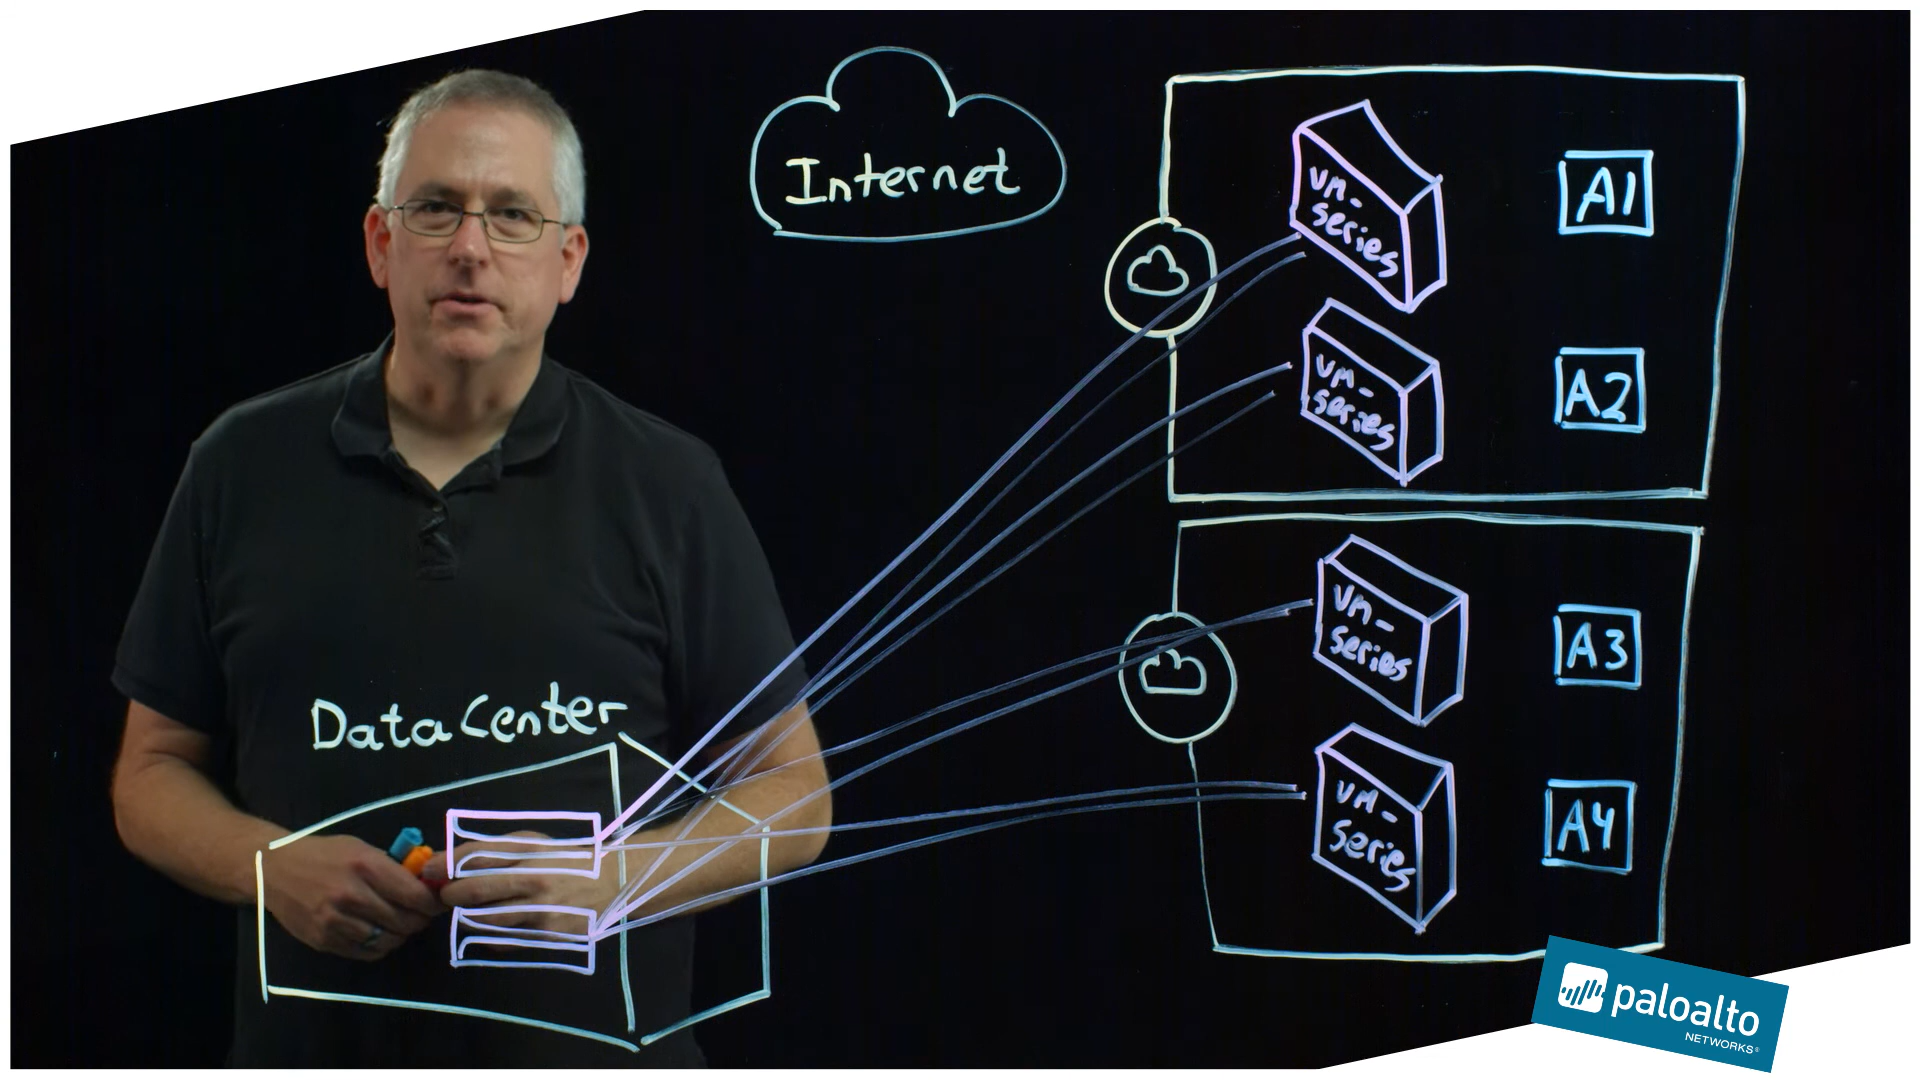 Internet
vm-
series
A1
vm-
series
A2
vm-
series
A3
vm-
series
A4
Data Center
paloalto
NETWORKS®